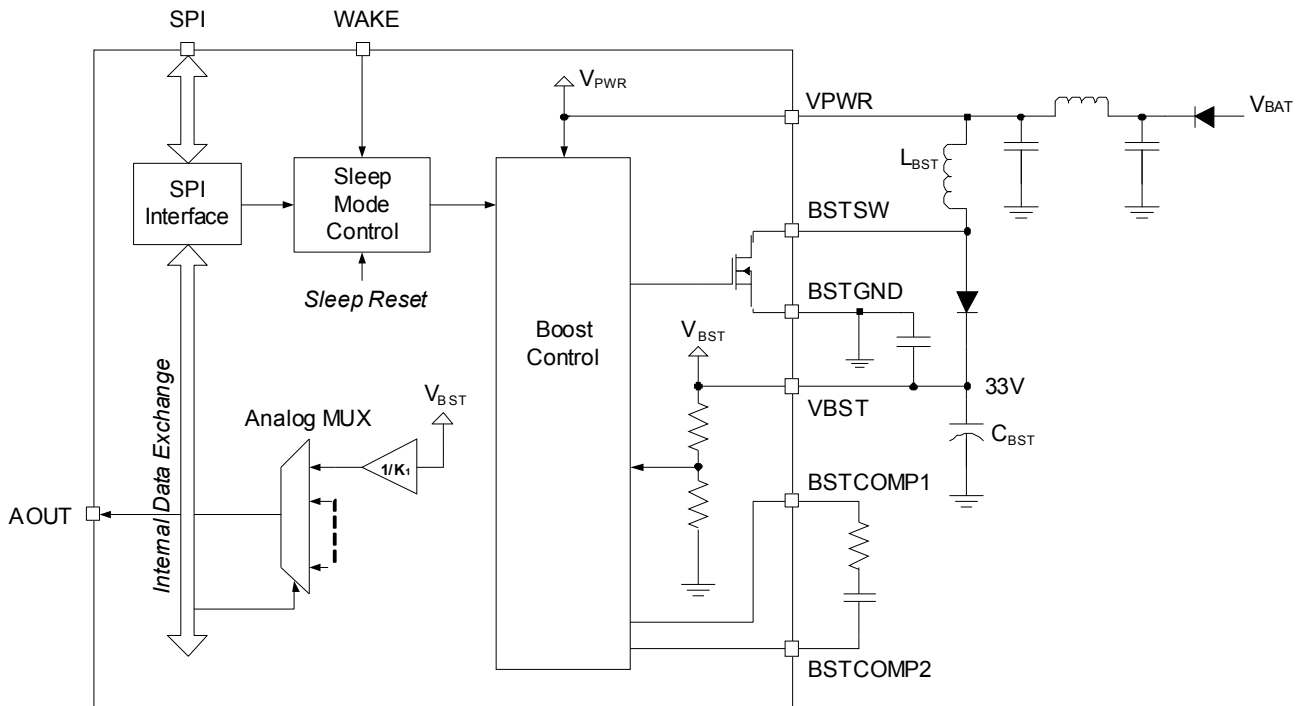 SPI
WAKE
V_PWR
VPWR
V_BAT
L_BST
SPI
Interface
Sleep
Mode
Control
BSTSW
Sleep Reset
BSTGND
Boost
Control
V_BST
Internal Data Exchange
V_BST
33V
VBST
Analog MUX
C_BST
1/K_1
BSTCOMP1
AOUT
BSTCOMP2